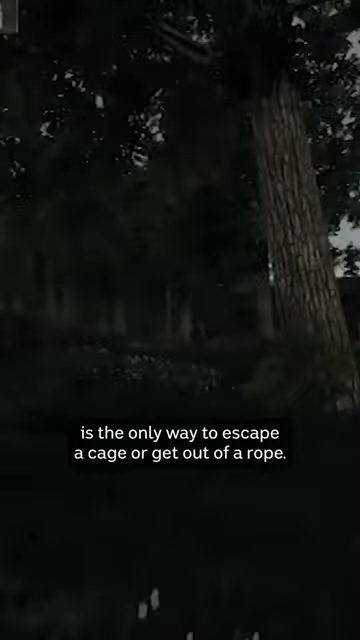 is the only way to escape
a cage or get out of a rope.